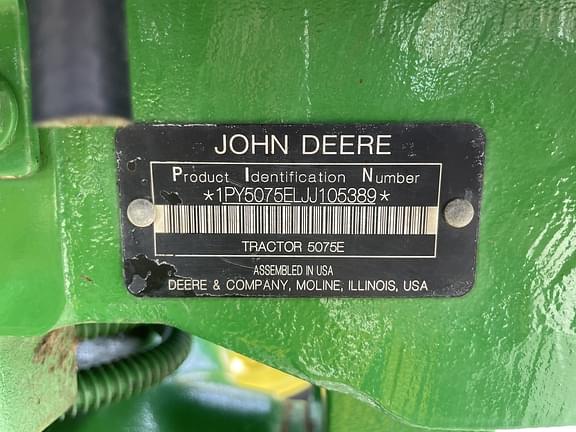 JOHN DEERE
Product Identification Number
*1PY5075ELJJ105389*
TRACTOR 5075E
ASSEMBLED IN USA
DEERE & COMPANY, MOLINE, ILLINOIS, USA